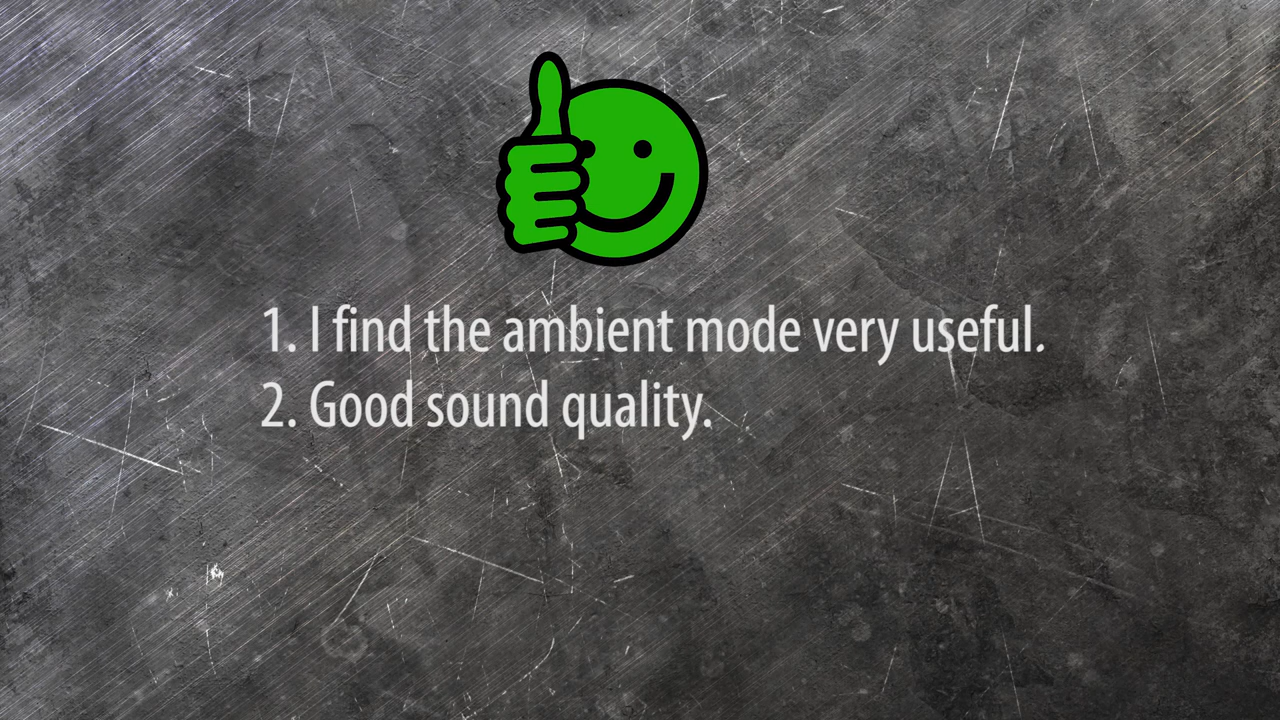 1. I find the ambient mode very useful.
2. Good sound quality.